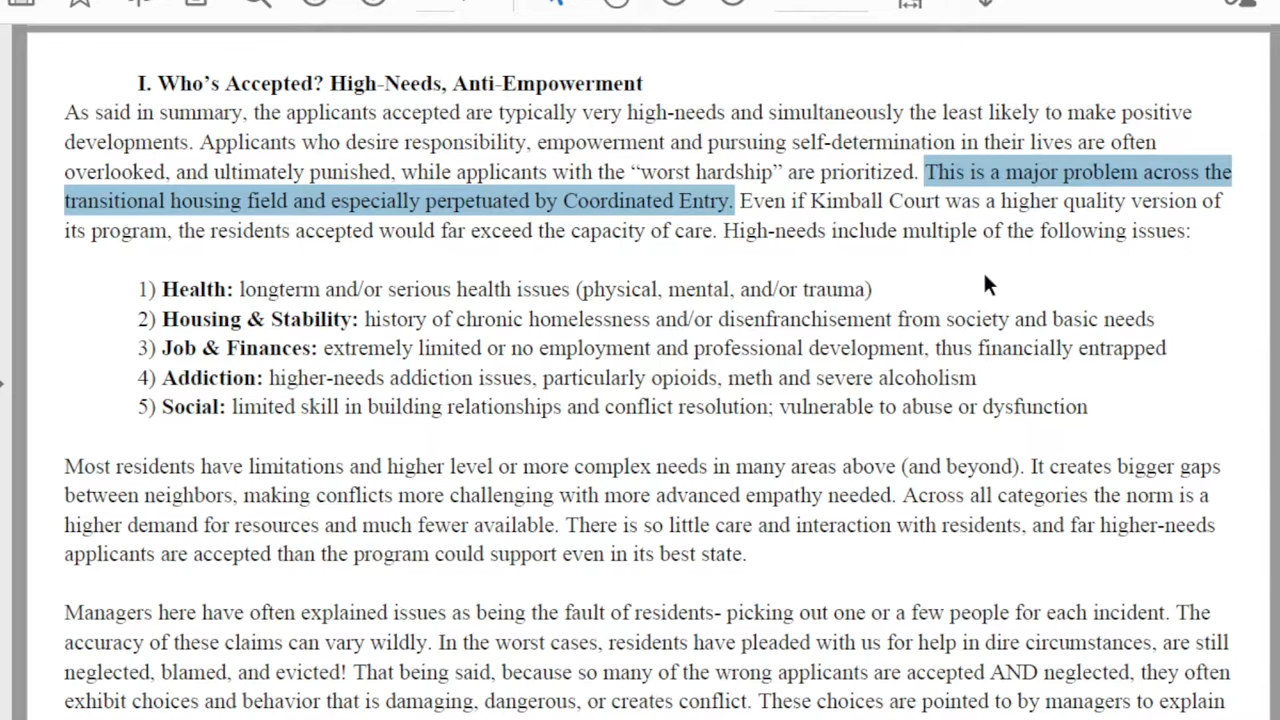 I. Who's Accepted? High-Needs, Anti-Empowerment
As said in summary, the applicants accepted are typically very high-needs and simultaneously the least likely to make positive
developments. Applicants who desire responsibility, empowerment and pursuing self-determination in their lives are often
overlooked, and ultimately punished, while applicants with the “worst hardship” are prioritized. This is a major problem across the
transitional housing field and especially perpetuated by Coordinated Entry. Even if Kimball Court was a higher quality version of
its program, the residents accepted would far exceed the capacity of care. High-needs include multiple of the following issues:
1) Health: longterm and/or serious health issues (physical, mental, and/or trauma)
2) Housing & Stability: history of chronic homelessness and/or disenfranchisement from society and basic needs
3) Job & Finances: extremely limited or no employment and professional development, thus financially entrapped
4) Addiction: higher-needs addiction issues, particularly opioids, meth and severe alcoholism
5) Social: limited skill in building relationships and conflict resolution; vulnerable to abuse or dysfunction
Most residents have limitations and higher level or more complex needs in many areas above (and beyond). It creates bigger gaps
between neighbors, making conflicts more challenging with more advanced empathy needed. Across all categories the norm is a
higher demand for resources and much fewer available. There is so little care and interaction with residents, and far higher-needs
applicants are accepted than the program could support even in its best state.
Managers here have often explained issues as being the fault of residents- picking out one or a few people for each incident. The
accuracy of these claims can vary wildly. In the worst cases, residents have pleaded with us for help in dire circumstances, are still
neglected, blamed, and evicted! That being said, because so many of the wrong applicants are accepted AND neglected, they often
exhibit choices and behavior that is damaging, dangerous, or creates conflict. These choices are pointed to by managers to explain